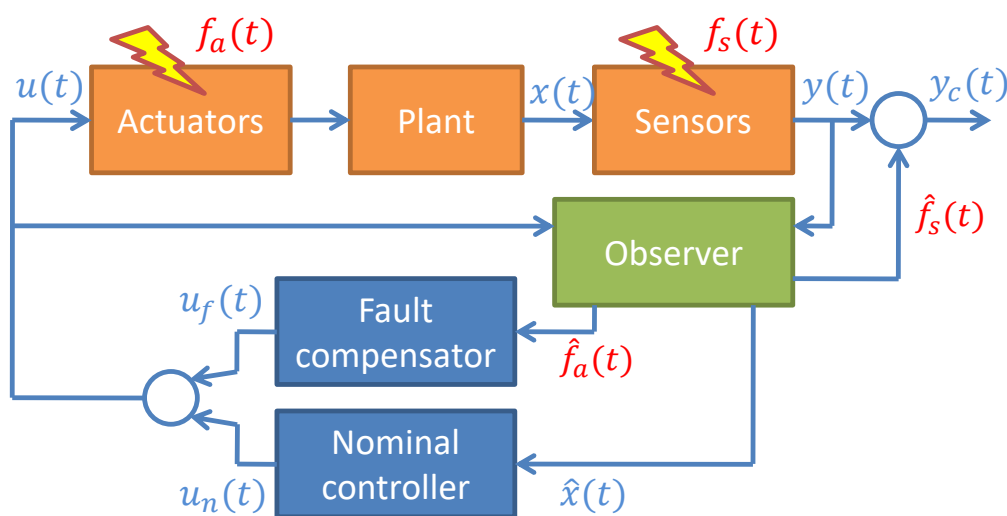 f_a(t)
f_s(t)
u(t)
x(t)
y(t)
y_c(t)
Actuators
Plant
Sensors
f̂_s(t)
Observer
u_f(t)
Fault
compensator
f̂_a(t)
Nominal
controller
u_n(t)
x̂(t)